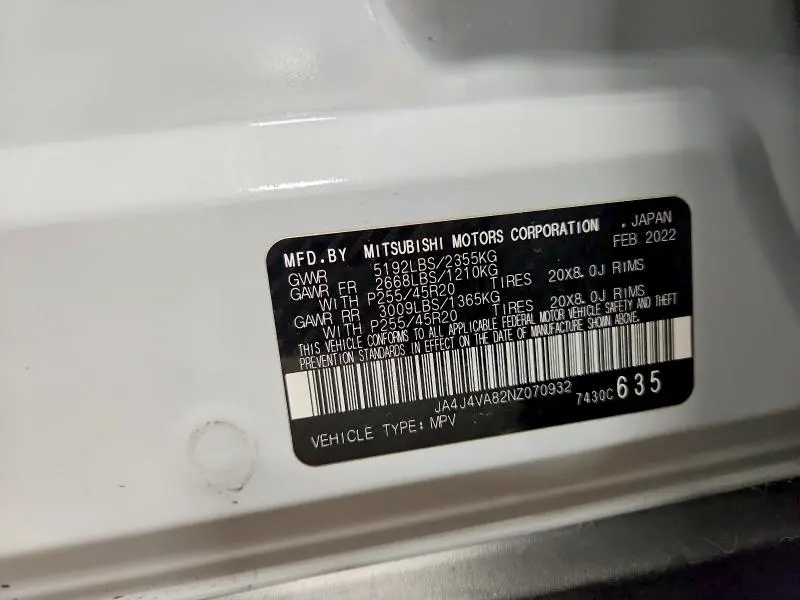 MFD.BY MITSUBISHI MOTORS CORPORATION . JAPAN
FEB 2022
GVWR 5192LBS/2355KG
GAWR FR 2668LBS/1210KG
WITH P255/45R20 TIRES 20X8.0J RIMS
GAWR RR 3009LBS/1365KG
WITH P255/45R20 TIRES 20X8.0J RIMS
THIS VEHICLE CONFORMS TO ALL APPLICABLE FEDERAL MOTOR VEHICLE SAFETY AND THEFT
PREVENTION STANDARDS IN EFFECT ON THE DATE OF MANUFACTURE SHOWN ABOVE.
JA4J4VA82NZ070932
7430C 635
VEHICLE TYPE: MPV